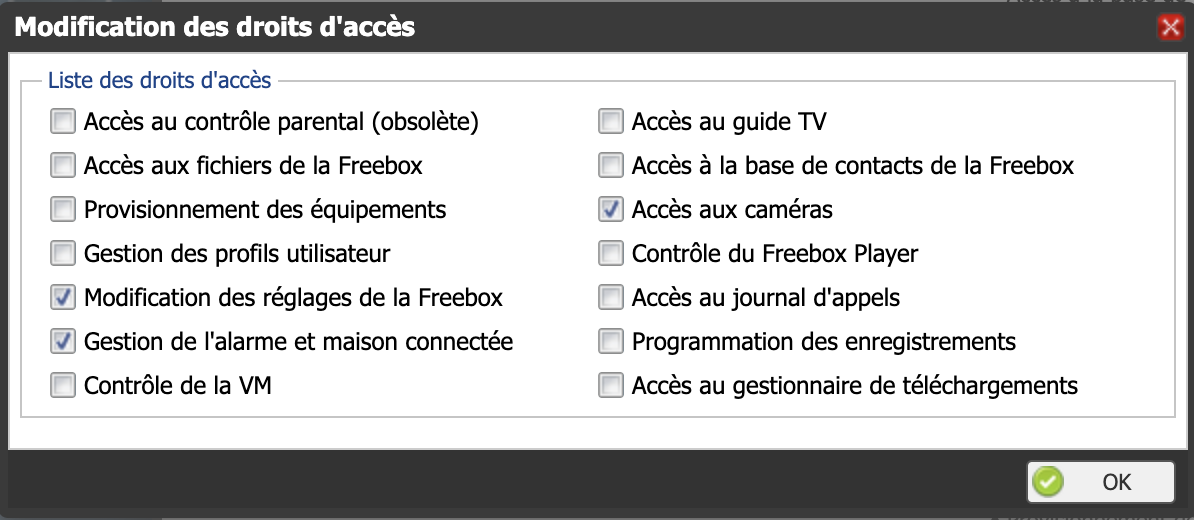 Modification des droits d'accès
Liste des droits d'accès
Accès au contrôle parental (obsolète)
Accès aux fichiers de la Freebox
Provisionnement des équipements
Gestion des profils utilisateur
Modification des réglages de la Freebox
Gestion de l'alarme et maison connectée
Contrôle de la VM
Accès au guide TV
Accès à la base de contacts de la Freebox
Accès aux caméras
Contrôle du Freebox Player
Accès au journal d'appels
Programmation des enregistrements
Accès au gestionnaire de téléchargements
OK